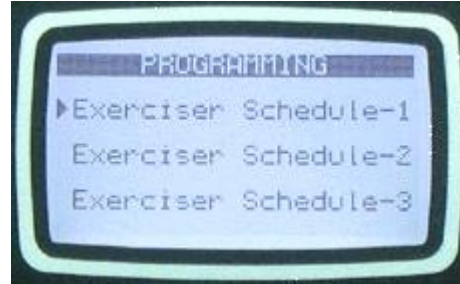 PROGRAMMING
Exerciser Schedule-1
Exerciser Schedule-2
Exerciser Schedule-3